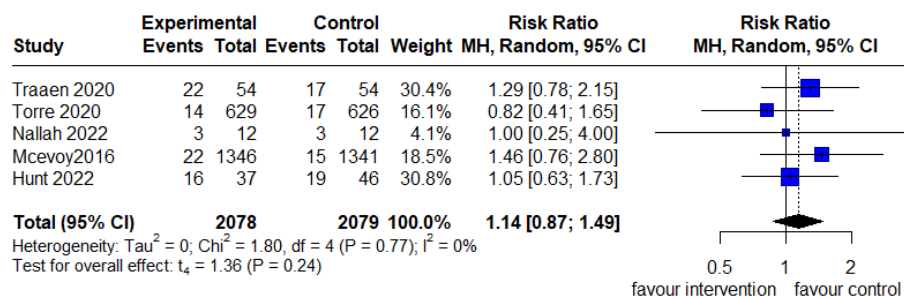 Experimental Control Risk Ratio Risk Ratio
Study Events Total Events Total Weight MH, Random, 95% CI MH, Random, 95% CI
Traaen 2020 22 54 17 54 30.4% 1.29 [0.78; 2.15]
Torre 2020 14 629 17 626 16.1% 0.82 [0.41; 1.65]
Nallah 2022 3 12 3 12 4.1% 1.00 [0.25; 4.00]
Mcevoy2016 22 1346 15 1341 18.5% 1.46 [0.76; 2.80]
Hunt 2022 16 37 19 46 30.8% 1.05 [0.63; 1.73]
Total (95% CI) 2078 2079 100.0% 1.14 [0.87; 1.49]
Heterogeneity: Tau² = 0; Chi² = 1.80, df = 4 (P = 0.77); I² = 0%
Test for overall effect: t₄ = 1.36 (P = 0.24)
0.5 1 2
favour intervention favour control